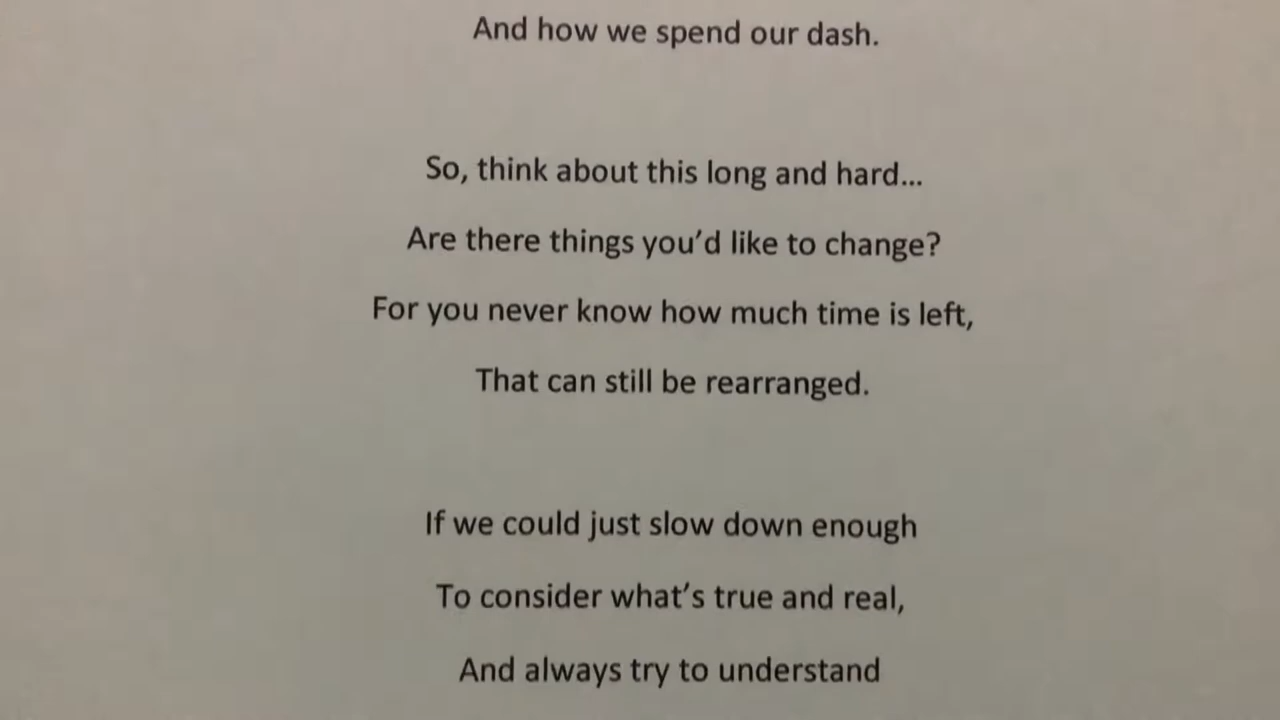 And how we spend our dash.
So, think about this long and hard...
Are there things you'd like to change?
For you never know how much time is left,
That can still be rearranged.
If we could just slow down enough
To consider what's true and real,
And always try to understand